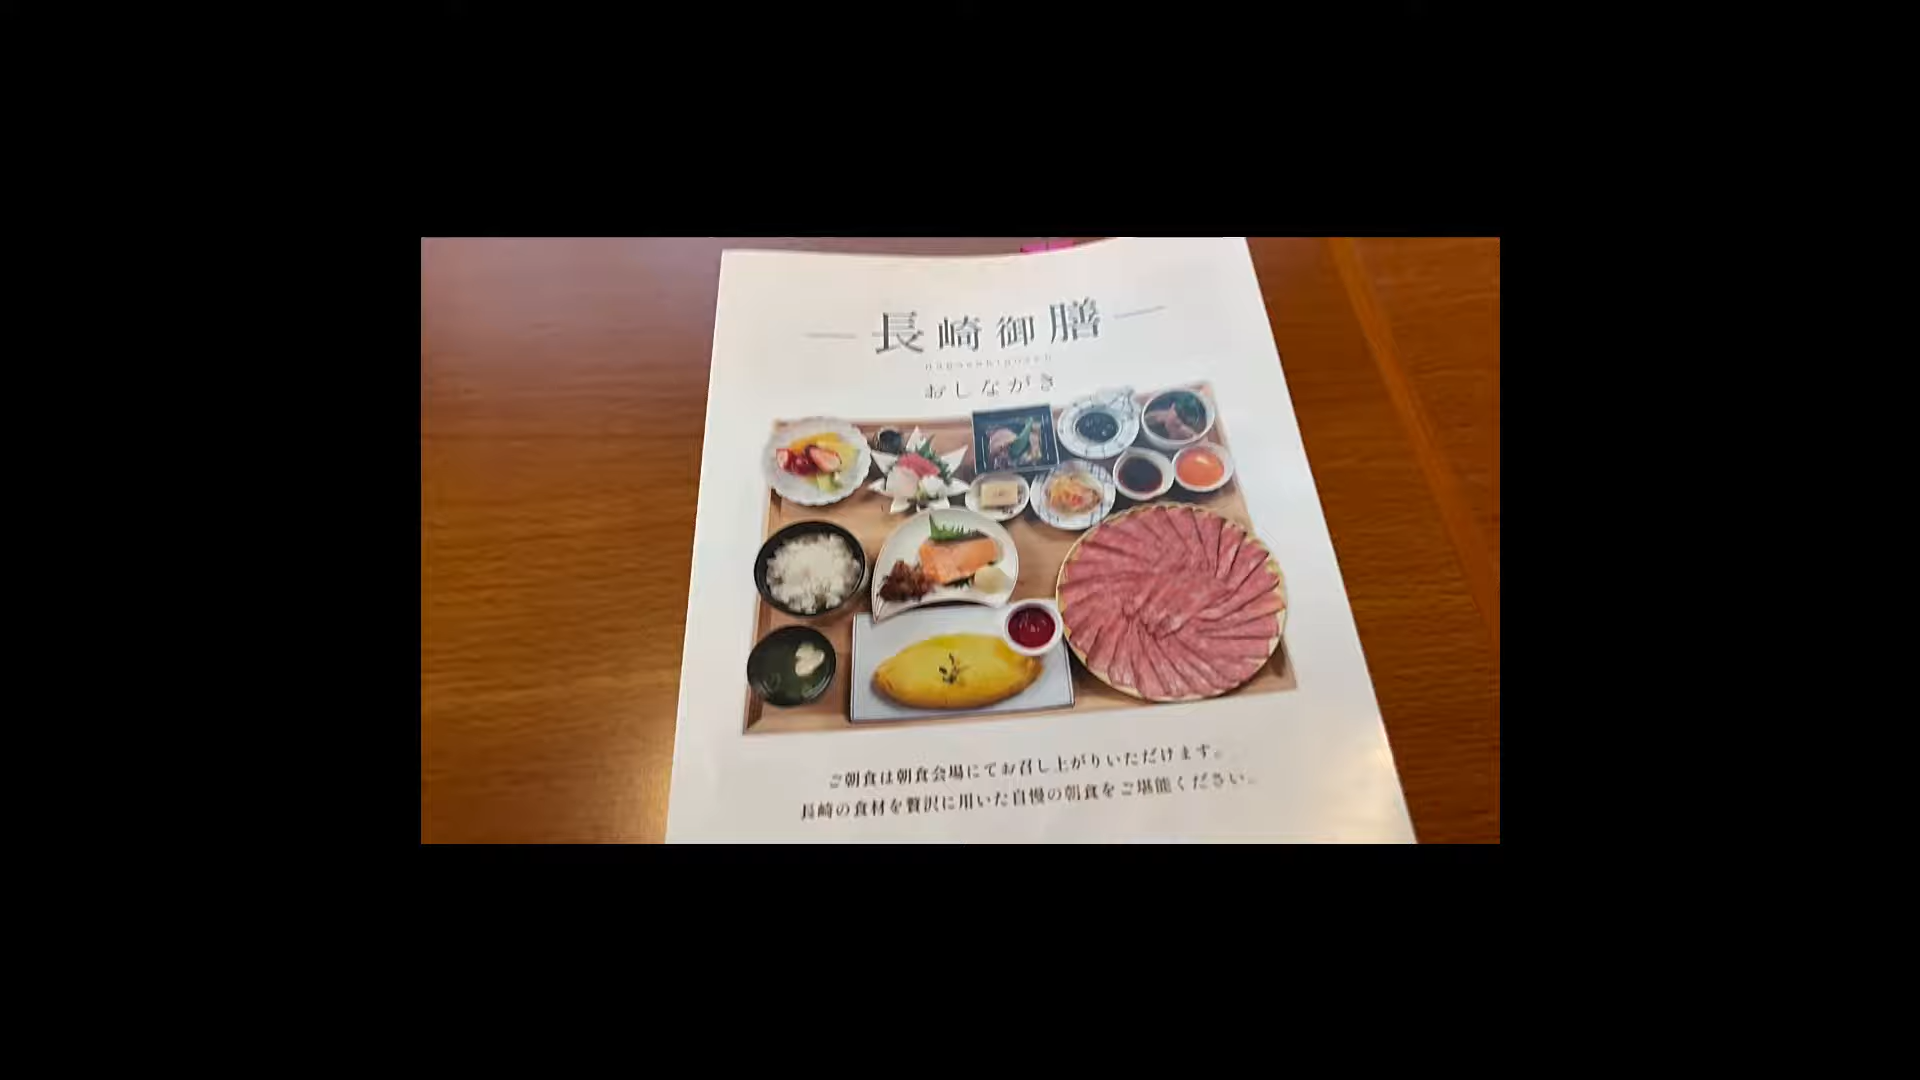 長崎御膳
nagasakigozen
おしながき
ご朝食は朝食会場にてお召し上がりいただけます。
長崎の食材を贅沢に用いた自慢の朝食をご堪能ください。